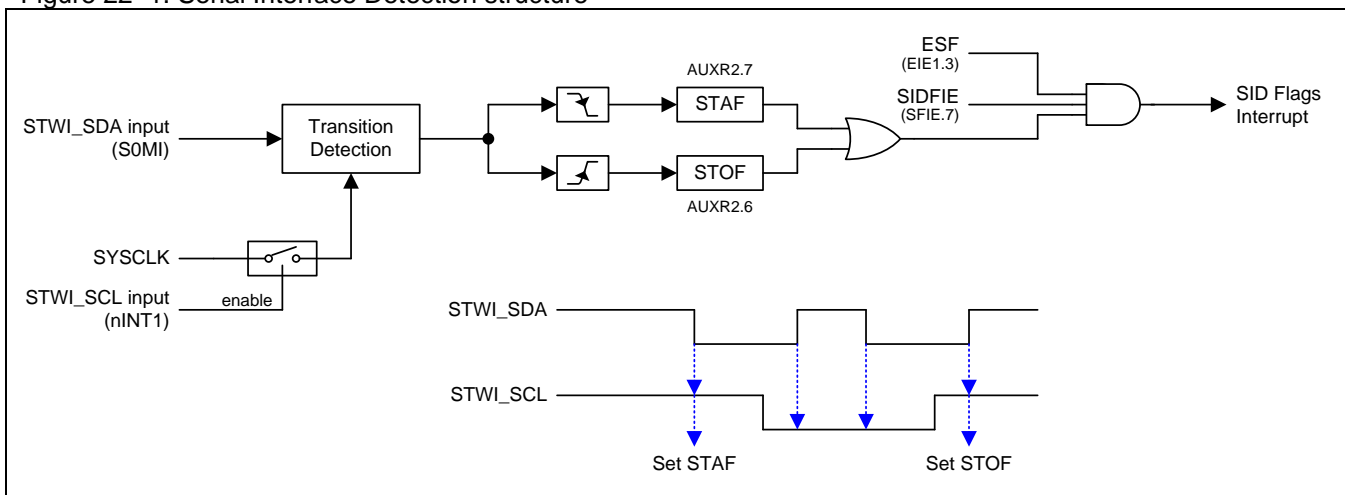 Figure 22–1. Serial Interface Detection structure
ESF
(EIE1.3)
AUXR2.7
SIDFIE
(SFIE.7)
SID Flags
Interrupt
STWI_SDA input
(S0MI)
Transition
Detection
STAF
STOF
AUXR2.6
SYSCLK
STWI_SCL input
(nINT1)
enable
STWI_SDA
STWI_SCL
Set STAF
Set STOF